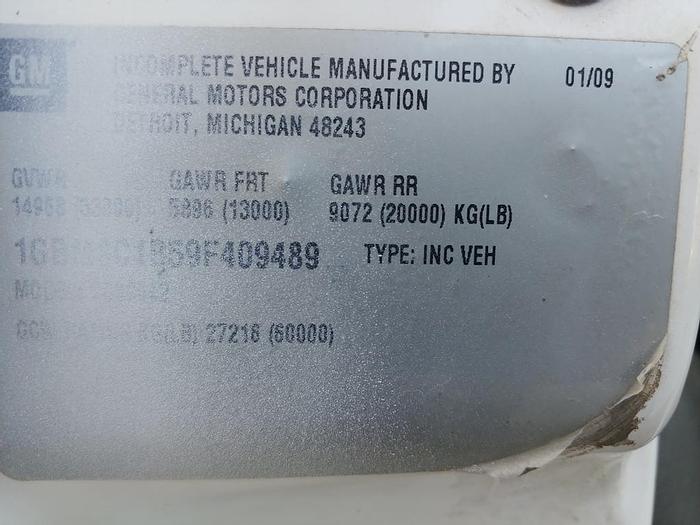 GM
INCOMPLETE VEHICLE MANUFACTURED BY 01/09
GENERAL MOTORS CORPORATION
DETROIT, MICHIGAN 48243
GVWR GAWR FRT GAWR RR
5896 (13000) 9072 (20000) KG(LB)
TYPE: INC VEH
27216 (60000)